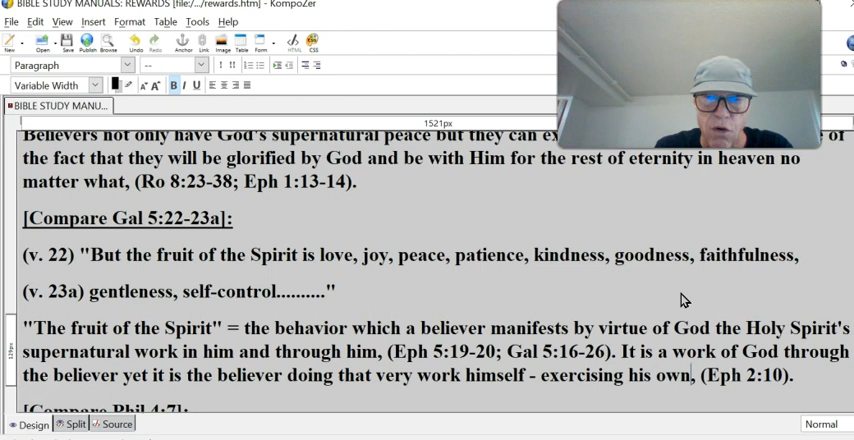 BIBLE STUDY MANUALS: REWARDS [file:/.../rewards.htm] - KompoZer
File Edit View Insert Format Table Tools Help
New Open Save Publish Browse Undo Redo Anchor Link Image Table Form HTML CSS
Paragraph --
Variable Width B I U
BIBLE STUDY MANU...
1521px
Believers not only have God's supernatural peace but they can of
the fact that they will be glorified by God and be with Him for the rest of eternity in heaven no
matter what, (Ro 8:23-38; Eph 1:13-14).
[Compare Gal 5:22-23a]:
(v. 22) "But the fruit of the Spirit is love, joy, peace, patience, kindness, goodness, faithfulness,
(v. 23a) gentleness, self-control.........."
"The fruit of the Spirit" = the behavior which a believer manifests by virtue of God the Holy Spirit's
supernatural work in him and through him, (Eph 5:19-20; Gal 5:16-26). It is a work of God through
the believer yet it is the believer doing that very work himself - exercising his own, (Eph 2:10).
[Compare Phil 4:7]:
Design Split Source Normal